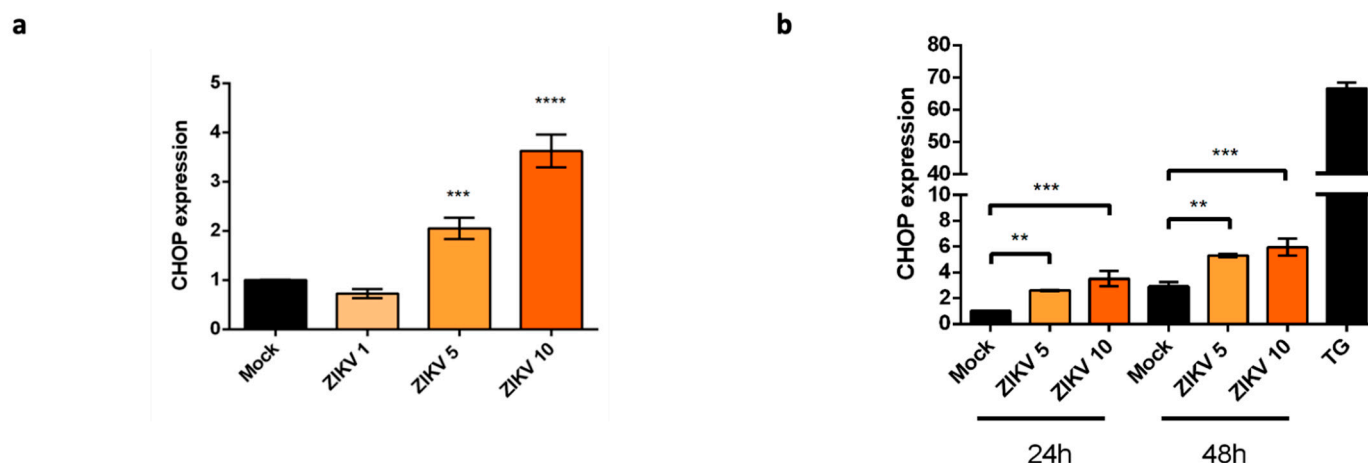 a
CHOP expression
5
4
3
2
1
0
***
****
Mock
ZIKV 1
ZIKV 5
ZIKV 10
b
CHOP expression
80
70
60
50
40
10
8
6
4
2
0
**
***
**
***
Mock
ZIKV 5
ZIKV 10
Mock
ZIKV 5
ZIKV 10
TG
24h
48h